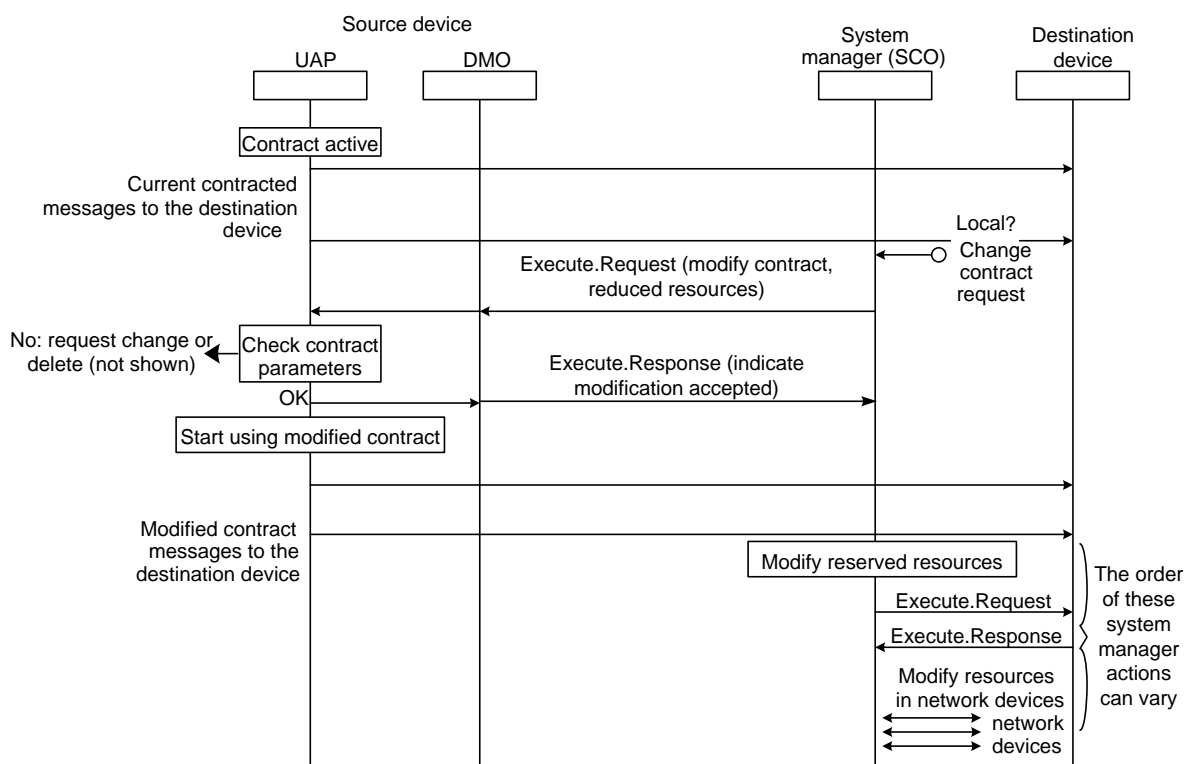 Source device
UAP
DMO
System
manager (SCO)
Destination
device
Contract active
Current contracted
messages to the destination
device
Local?
Change
contract
request
Execute.Request (modify contract,
reduced resources)
No: request change or
delete (not shown)
Check contract
parameters
Execute.Response (indicate
modification accepted)
OK
Start using modified contract
Modified contract
messages to the
destination device
Modify reserved resources
Execute.Request
Execute.Response
The order
of these
system
manager
actions
can vary
Modify resources
in network devices
network
devices